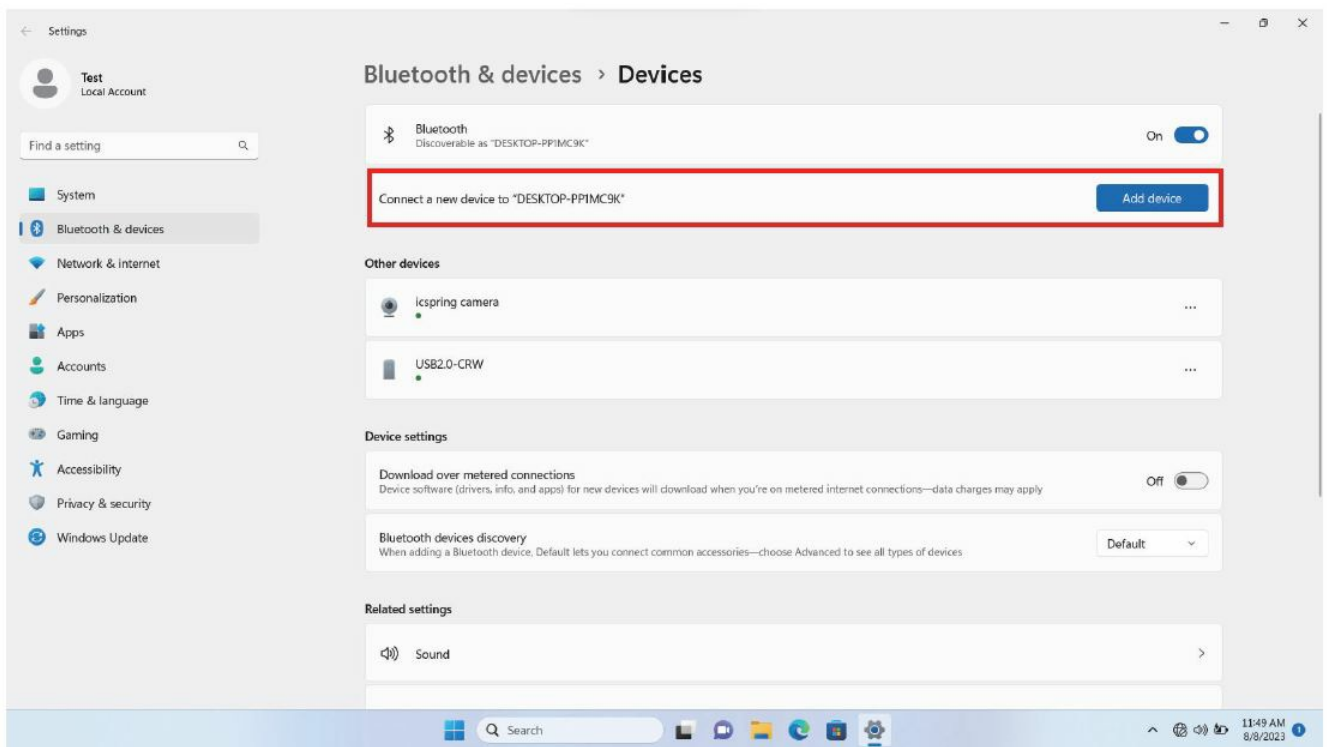 Settings
Test
Local Account
Find a setting
System
Bluetooth & devices
Network & internet
Personalization
Apps
Accounts
Time & language
Gaming
Accessibility
Privacy & security
Windows Update
Bluetooth & devices > Devices
Bluetooth
Discoverable as "DESKTOP-PP1MC9K"
On
Connect a new device to "DESKTOP-PP1MC9K"
Add device
Other devices
icspring camera
...
USB2.0-CRW
...
Device settings
Download over metered connections
Device software (drivers, info, and apps) for new devices will download when you're on metered internet connections—data charges may apply
Off
Bluetooth devices discovery
When adding a Bluetooth device, Default lets you connect common accessories—choose Advanced to see all types of devices
Default
Related settings
Sound
Search
11:49 AM
8/8/2023
1